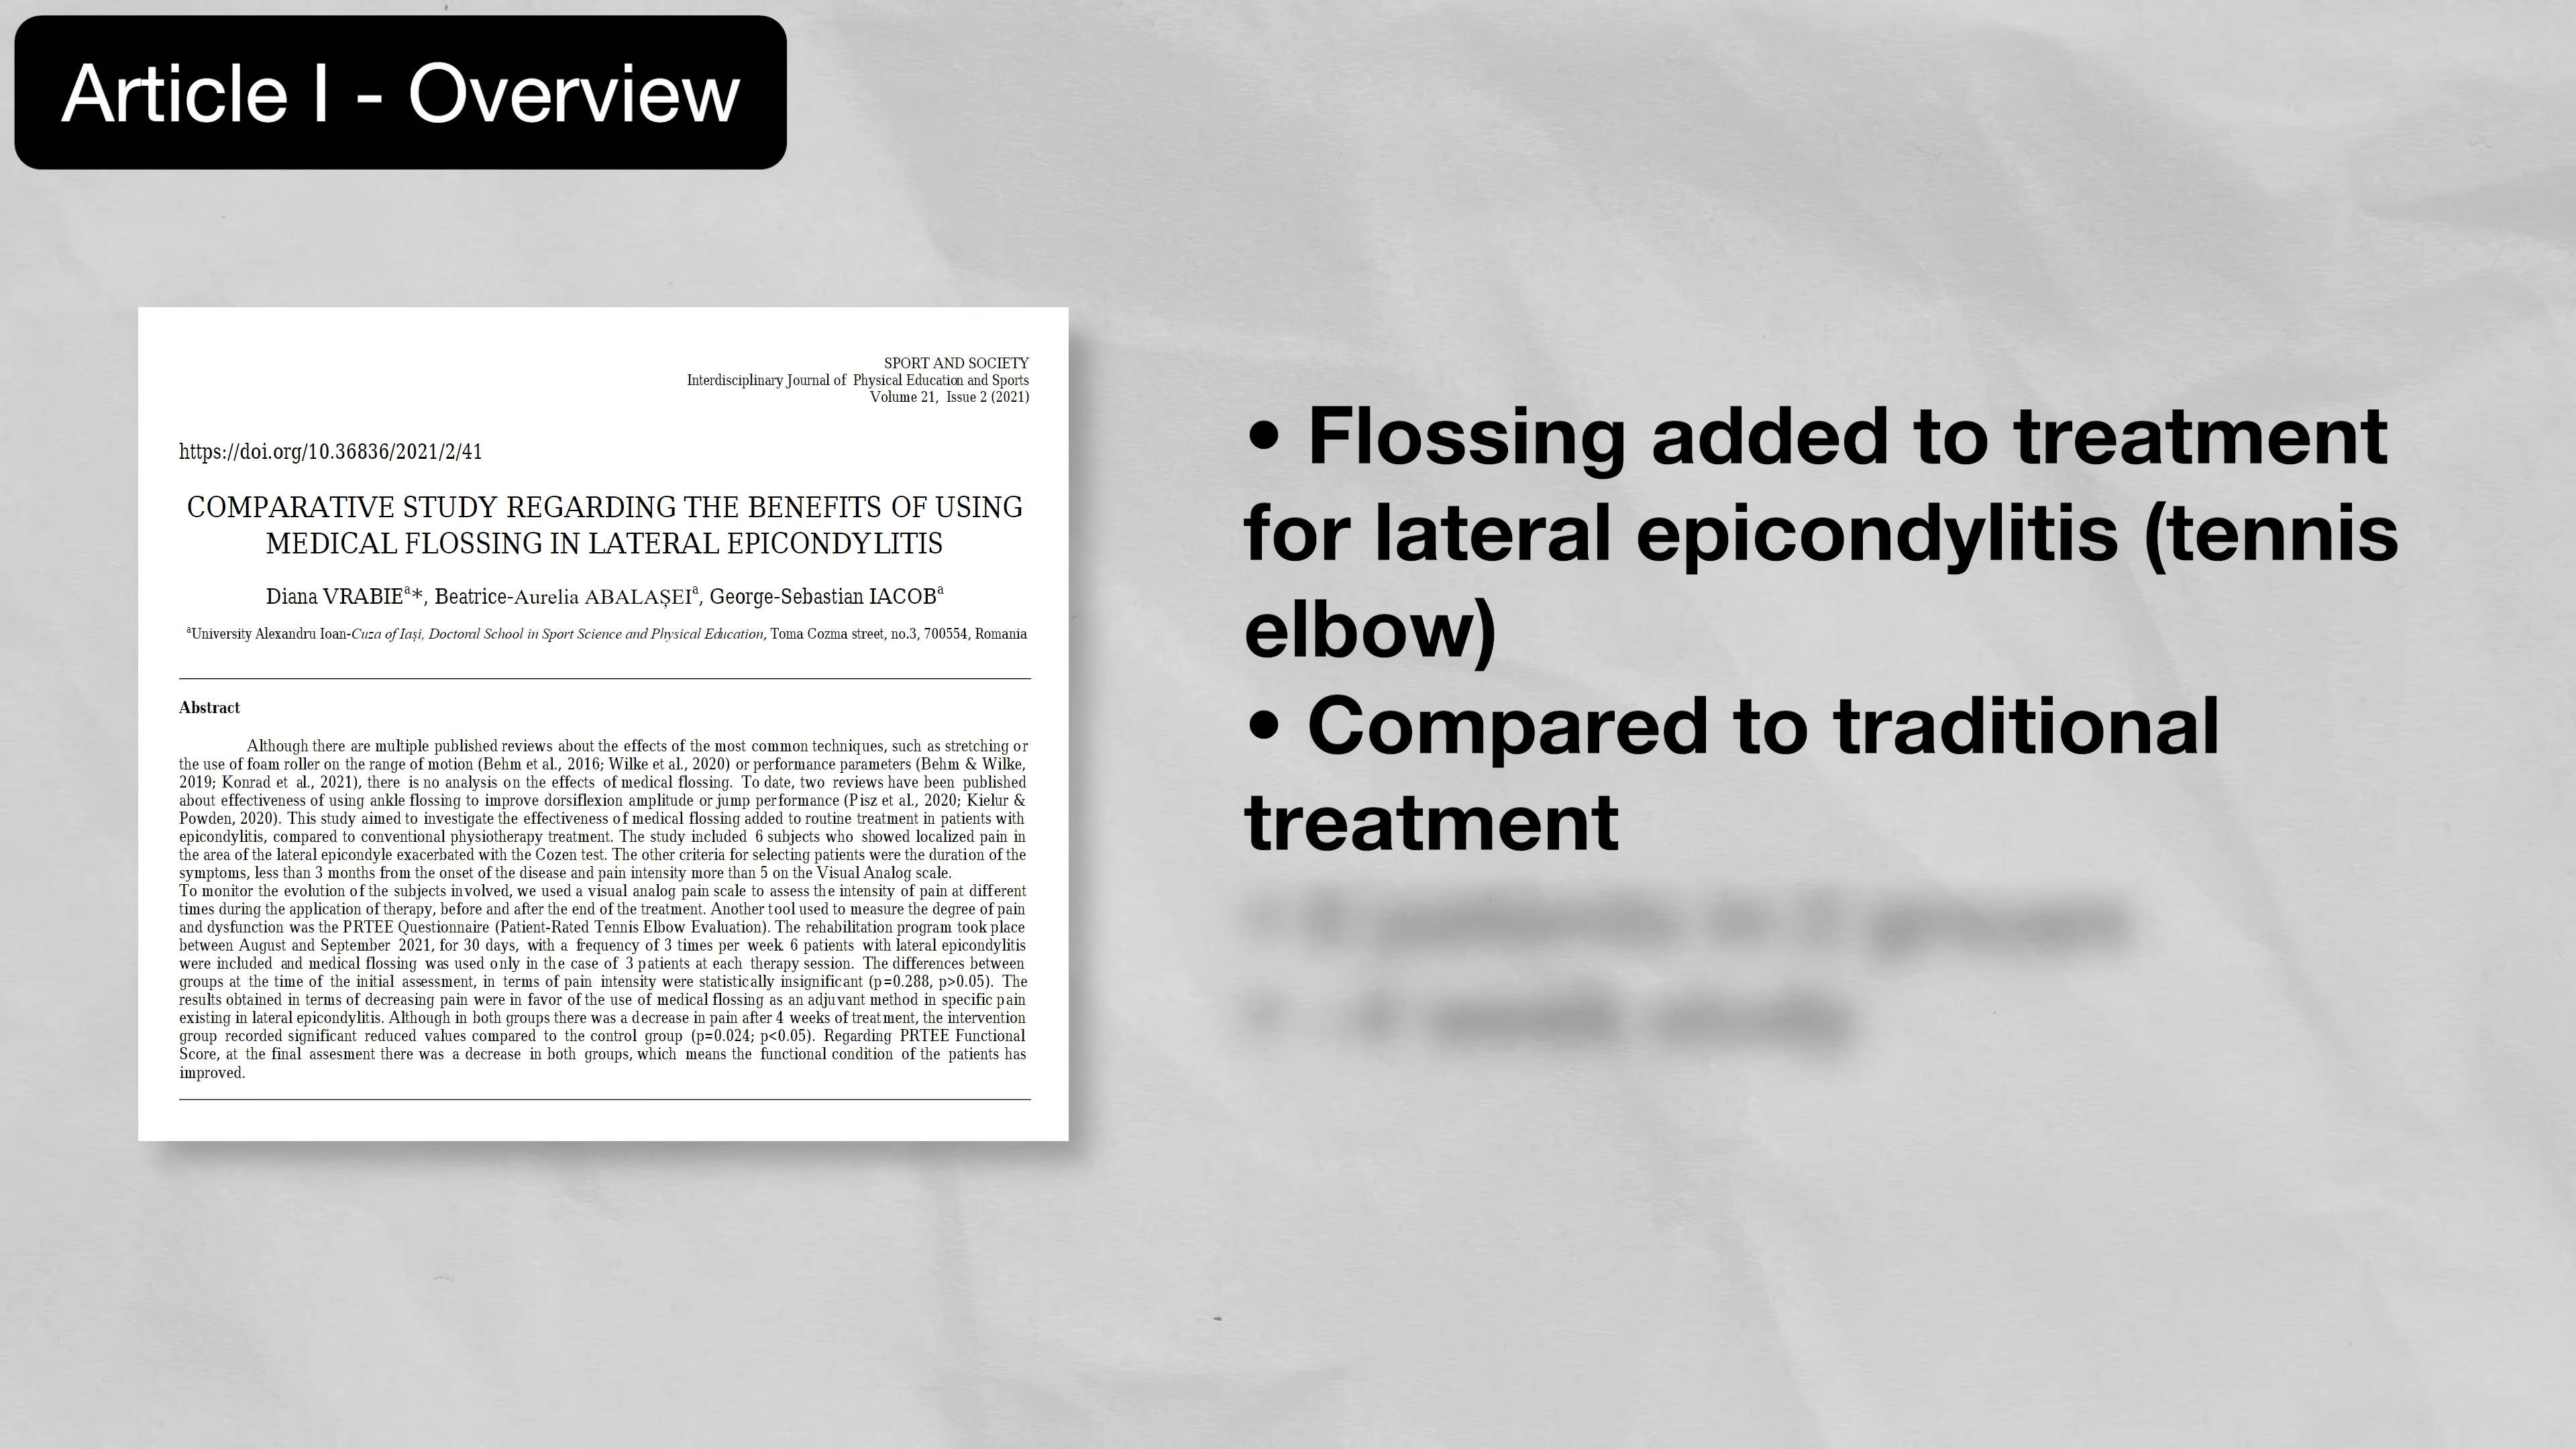 Article I - Overview
SPORT AND SOCIETY
Interdisciplinary Journal of Physical Education and Sports
Volume 21, Issue 2 (2021)
https://doi.org/10.36836/2021/2/41
COMPARATIVE STUDY REGARDING THE BENEFITS OF USING
MEDICAL FLOSSING IN LATERAL EPICONDYLITIS
Diana VRABIEa*, Beatrice-Aurelia ABALAȘEIa, George-Sebastian IACOBa
aUniversity Alexandru Ioan-Cuza of Iași, Doctoral School in Sport Science and Physical Education, Toma Cozma street, no.3, 700554, Romania
Abstract
Although there are multiple published reviews about the effects of the most common techniques, such as stretching or
the use of foam roller on the range of motion (Behm et al., 2016; Wilke et al., 2020) or performance parameters (Behm & Wilke,
2019; Konrad et al., 2021), there is no analysis on the effects of medical flossing. To date, two reviews have been published
about effectiveness of using ankle flossing to improve dorsiflexion amplitude or jump performance (Pisz et al., 2020; Kielur &
Powden, 2020). This study aimed to investigate the effectiveness of medical flossing added to routine treatment in patients with
epicondylitis, compared to conventional physiotherapy treatment. The study included 6 subjects who showed localized pain in
the area of the lateral epicondyle exacerbated with the Cozen test. The other criteria for selecting patients were the duration of the
symptoms, less than 3 months from the onset of the disease and pain intensity more than 5 on the Visual Analog scale.
To monitor the evolution of the subjects involved, we used a visual analog pain scale to assess the intensity of pain at different
times during the application of therapy, before and after the end of the treatment. Another tool used to measure the degree of pain
and dysfunction was the PRTEE Questionnaire (Patient-Rated Tennis Elbow Evaluation). The rehabilitation program took place
between August and September 2021, for 30 days, with a frequency of 3 times per week. 6 patients with lateral epicondylitis
were included and medical flossing was used only in the case of 3 patients at each therapy session. The differences between
groups at the time of the initial assessment, in terms of pain intensity were statistically insignificant (p=0.288, p>0.05). The
results obtained in terms of decreasing pain were in favor of the use of medical flossing as an adjuvant method in specific pain
existing in lateral epicondylitis. Although in both groups there was a decrease in pain after 4 weeks of treatment, the intervention
group recorded significant reduced values compared to the control group (p=0.024; p<0.05). Regarding PRTEE Functional
Score, at the final assesment there was a decrease in both groups, which means the functional condition of the patients has
improved.
• Flossing added to treatment
for lateral epicondylitis (tennis
elbow)
• Compared to traditional
treatment